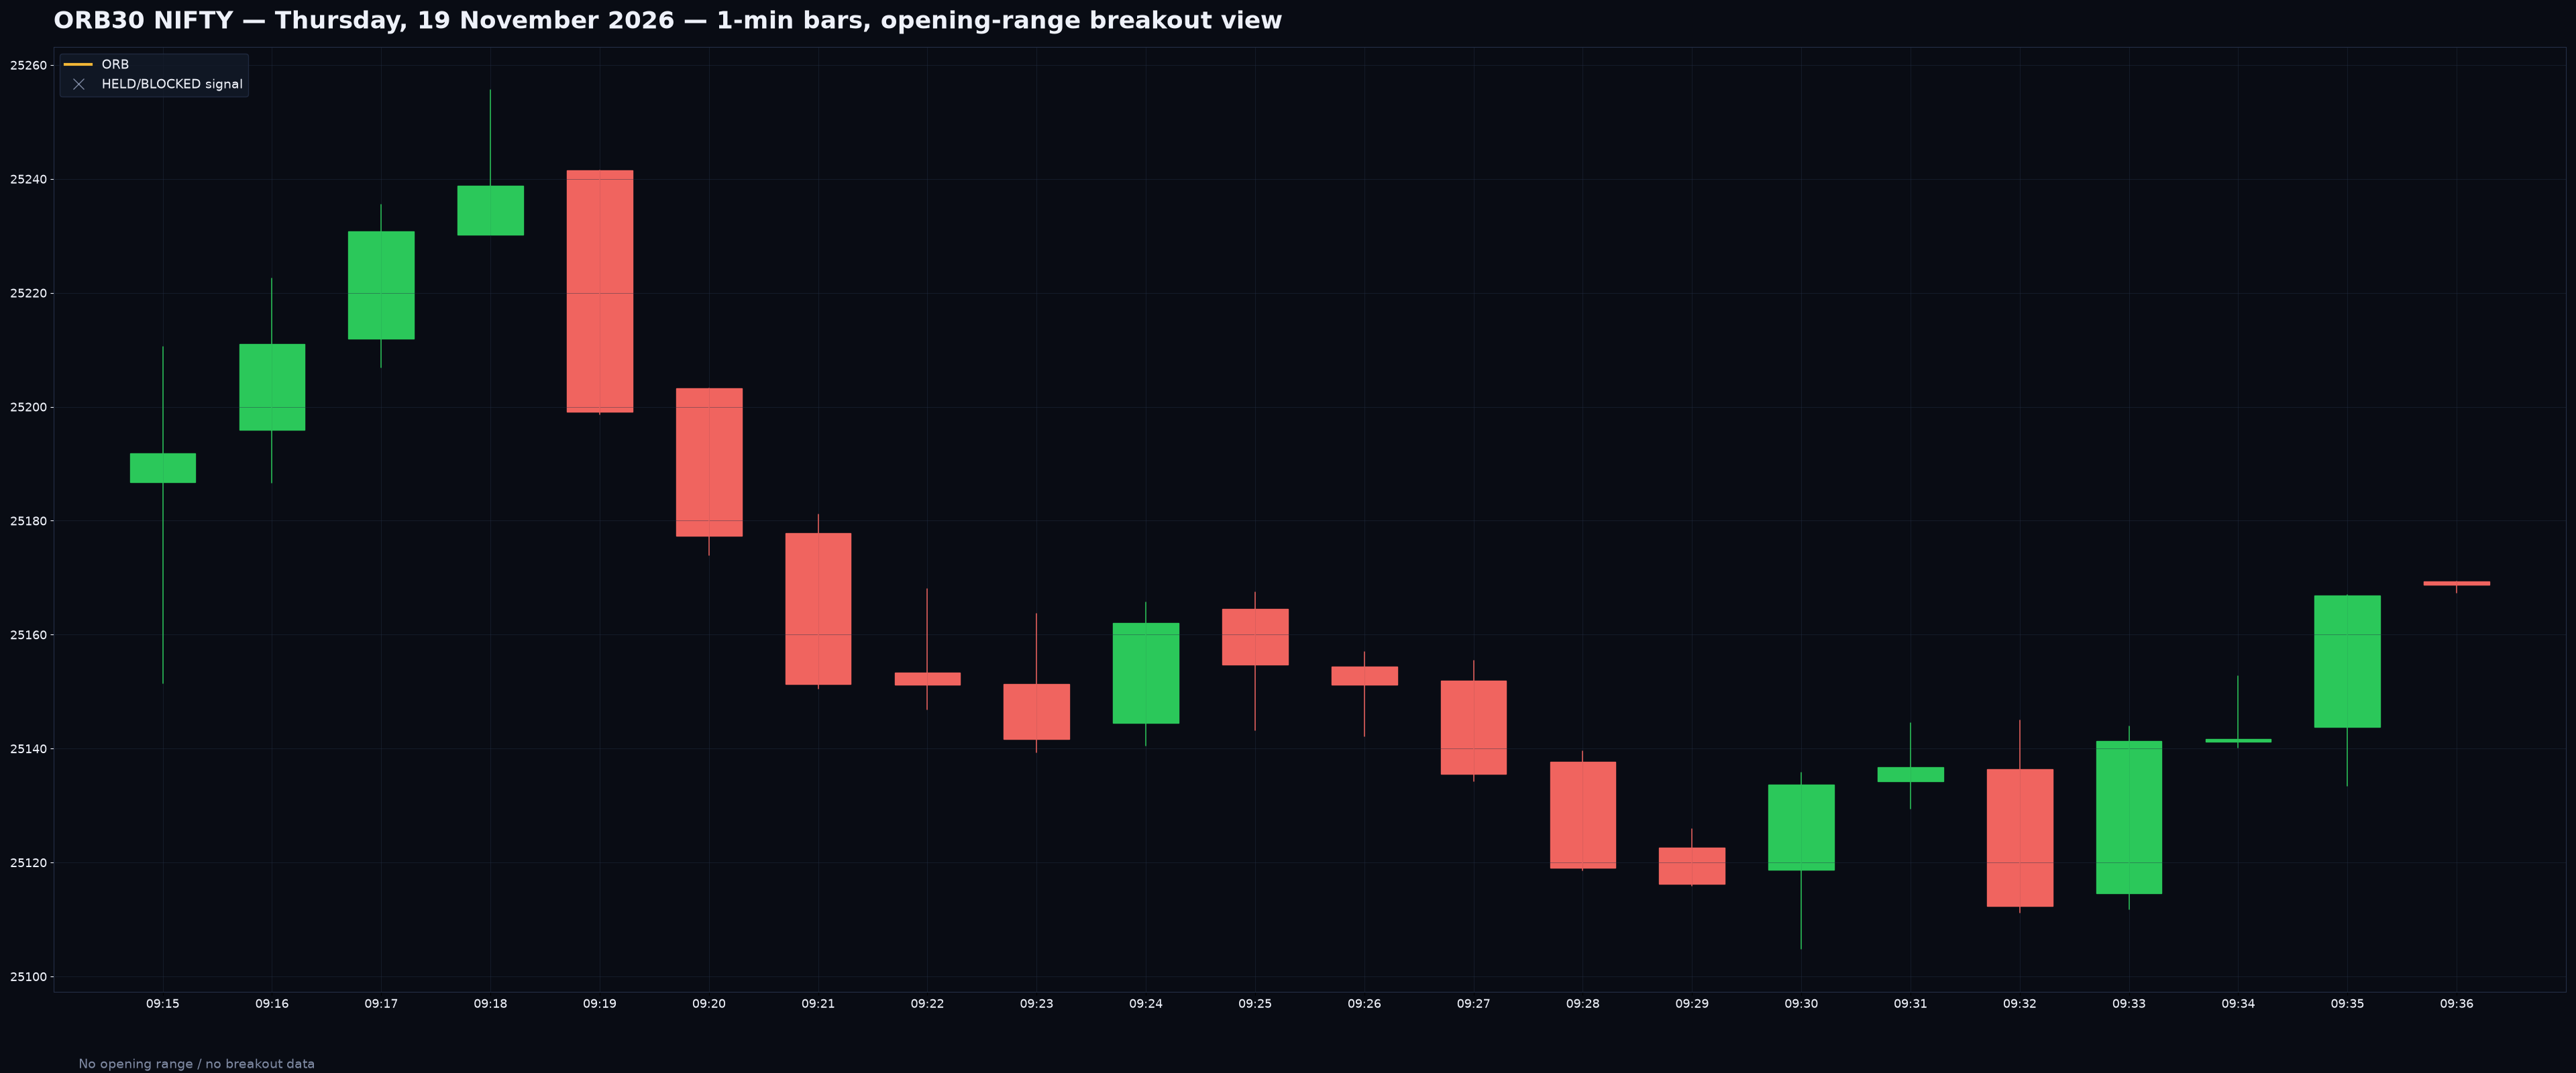 ORB30 NIFTY — Thursday, 19 November 2026 — 1-min bars, opening-range breakout view
ORB
HELD/BLOCKED signal
25260
25240
25220
25200
25180
25160
25140
25120
25100
09:15 09:16 09:17 09:18 09:19 09:20 09:21 09:22 09:23 09:24 09:25 09:26 09:27 09:28 09:29 09:30 09:31 09:32 09:33 09:34 09:35 09:36
No opening range / no breakout data